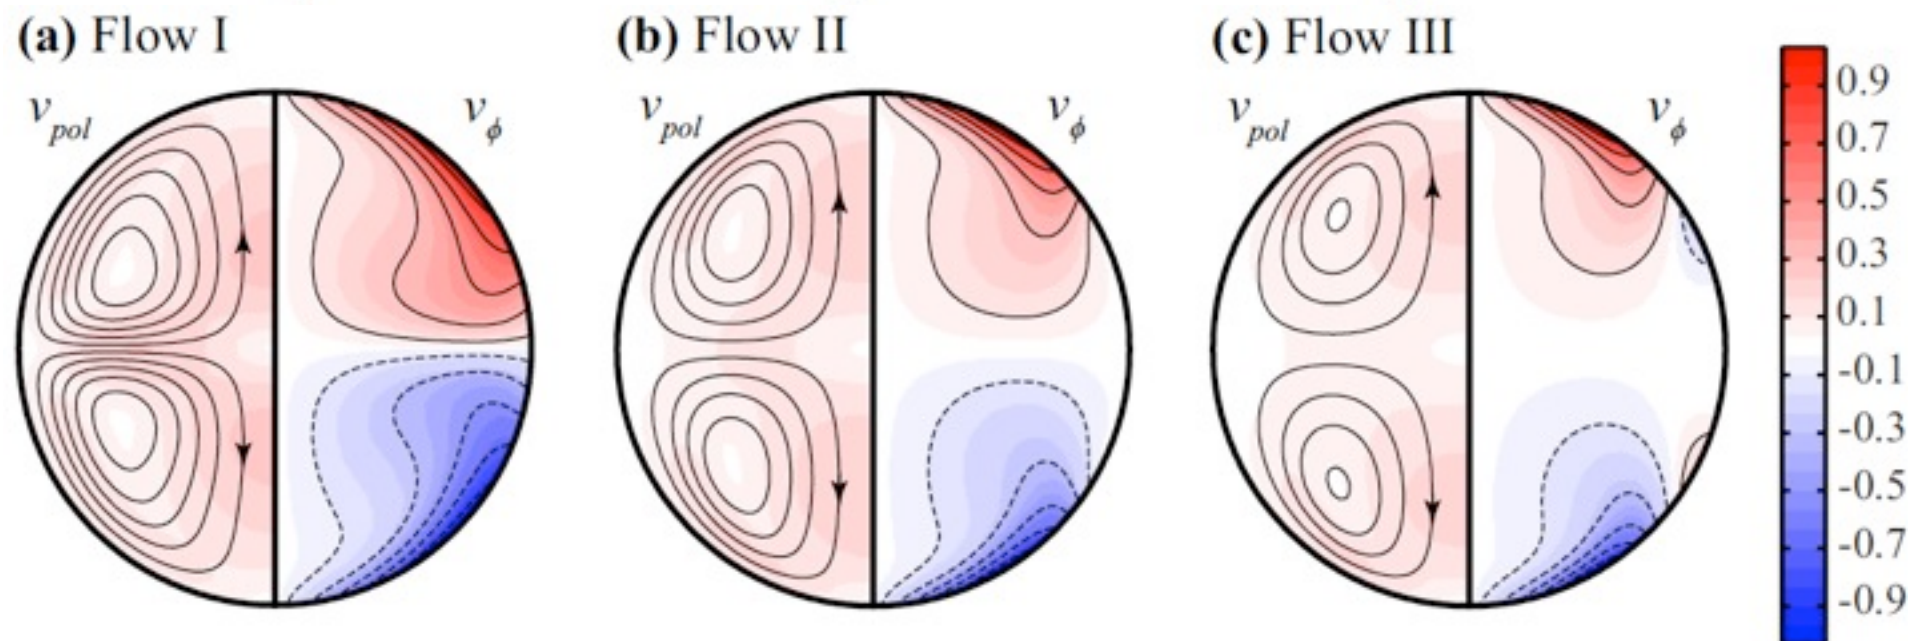 (a) Flow I
(b) Flow II
(c) Flow III
v_pol
v_ϕ
v_pol
v_ϕ
v_pol
v_ϕ
0.9
0.7
0.5
0.3
0.1
-0.1
-0.3
-0.5
-0.7
-0.9